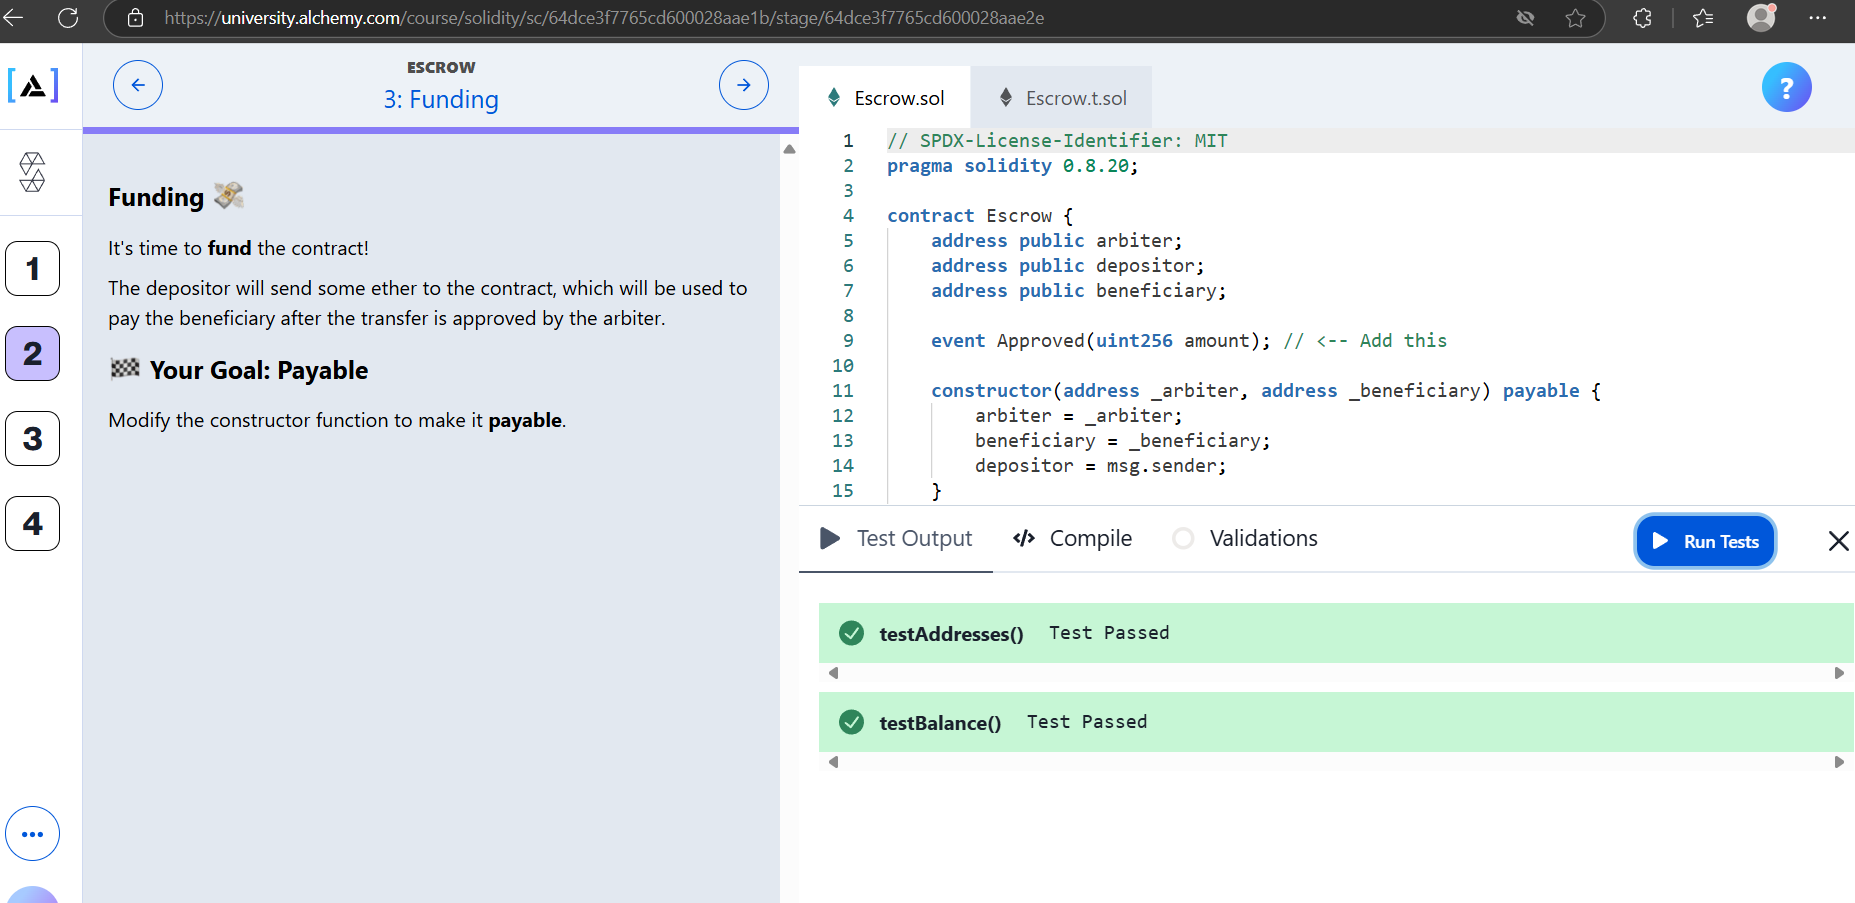 https://university.alchemy.com/course/solidity/sc/64dce3f7765cd600028aae1b/stage/64dce3f7765cd600028aae2e
ESCROW
3: Funding
1
2
3
4
Funding
It's time to fund the contract!
The depositor will send some ether to the contract, which will be used to
pay the beneficiary after the transfer is approved by the arbiter.
Your Goal: Payable
Modify the constructor function to make it payable.
Escrow.sol
Escrow.t.sol
?
1 // SPDX-License-Identifier: MIT
2 pragma solidity 0.8.20;
3
4 contract Escrow {
5 address public arbiter;
6 address public depositor;
7 address public beneficiary;
8
9 event Approved(uint256 amount); // <-- Add this
10
11 constructor(address _arbiter, address _beneficiary) payable {
12 arbiter = _arbiter;
13 beneficiary = _beneficiary;
14 depositor = msg.sender;
15 }
Test Output
</> Compile
Validations
Run Tests
testAddresses() Test Passed
testBalance() Test Passed